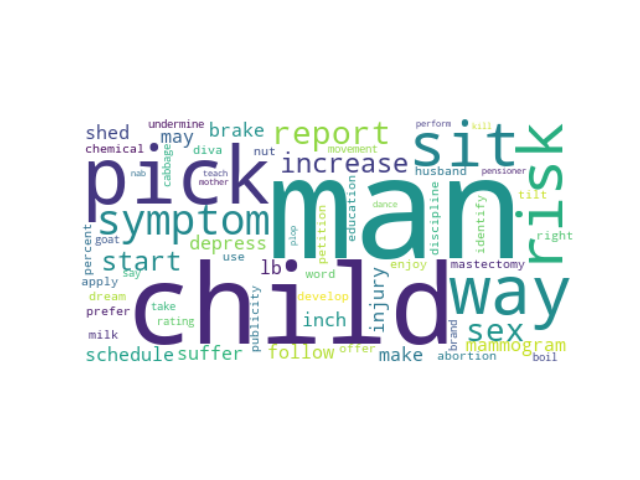 undermine perform kill
shed may brake report sit risk
chemical diva nut movement
cabbage increase husband pensioner
pick man nab teach mother
symptom dance tilt
education discipline identify
percent goat depress plop petition right
start say use lb word enjoy mastectomy
apply child way
dream take publicity develop injury
prefer rating inch brand sex
milk offer mammogram
schedule suffer follow make abortion boil